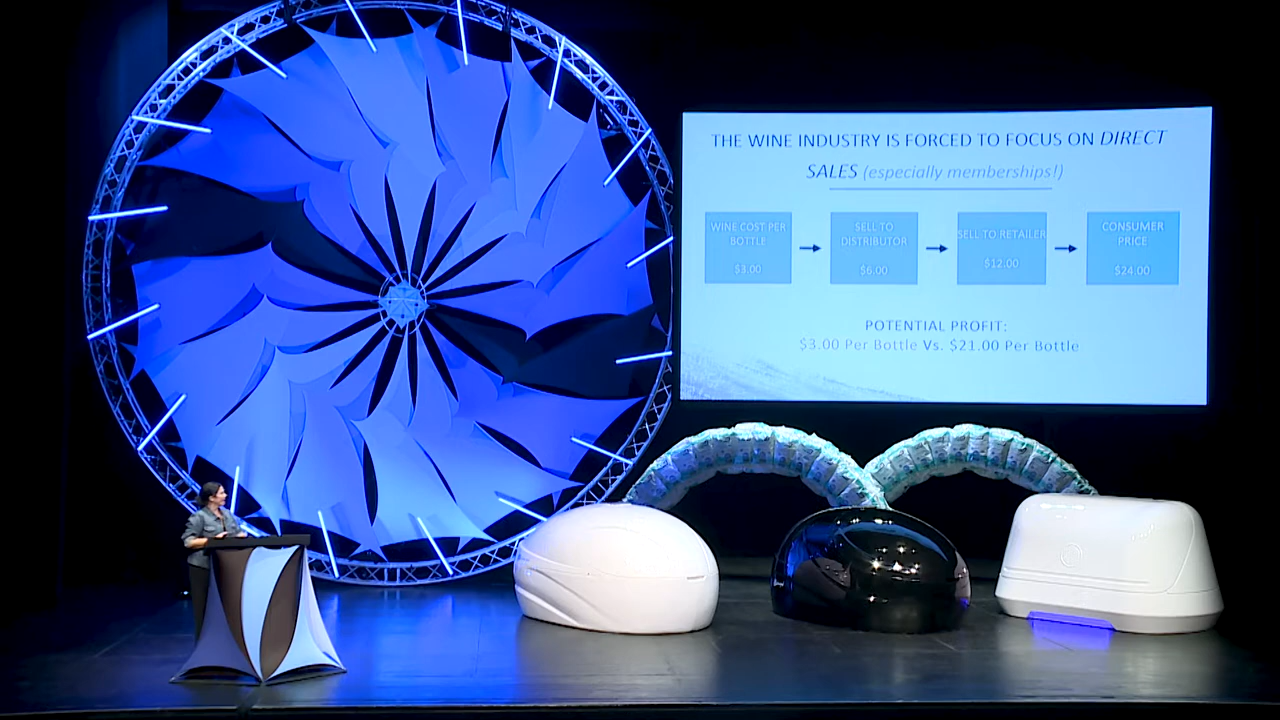 THE WINE INDUSTRY IS FORCED TO FOCUS ON DIRECT
SALES (especially memberships!)
WINE COST PER
BOTTLE
$3.00
SELL TO
DISTRIBUTOR
$6.00
SELL TO RETAILER
$12.00
CONSUMER
PRICE
$24.00
POTENTIAL PROFIT:
$3.00 Per Bottle Vs. $21.00 Per Bottle